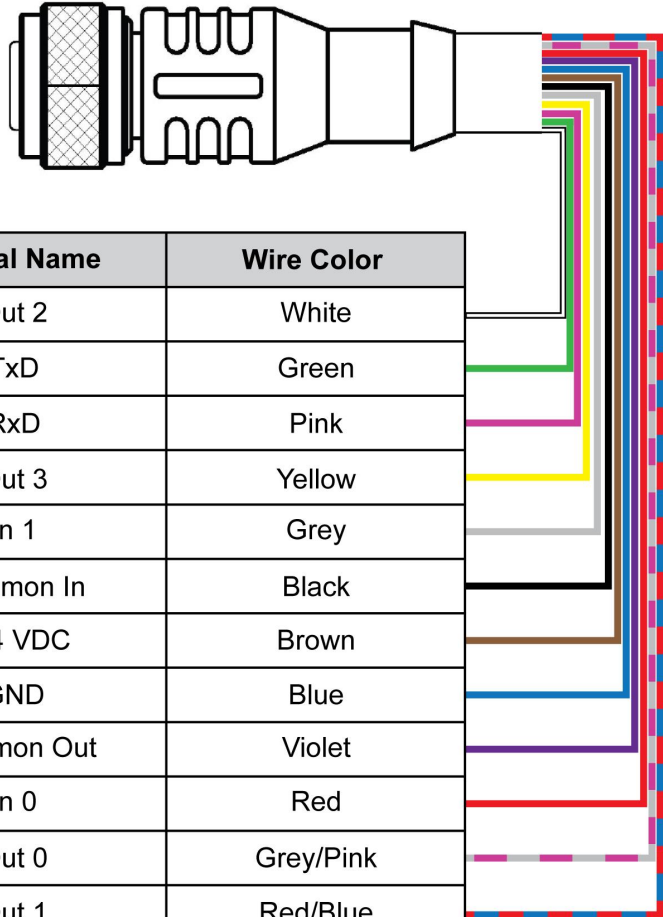 al Name Wire Color
ut 2 White
TxD Green
RxD Pink
ut 3 Yellow
n 1 Grey
mon In Black
4 VDC Brown
GND Blue
mon Out Violet
n 0 Red
ut 0 Grey/Pink
ut 1 Red/Blue